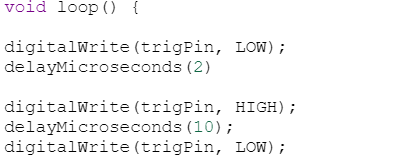 void loop() {
digitalWrite(trigPin, LOW);
delayMicroseconds(2)
digitalWrite(trigPin, HIGH);
delayMicroseconds(10);
digitalWrite(trigPin, LOW);